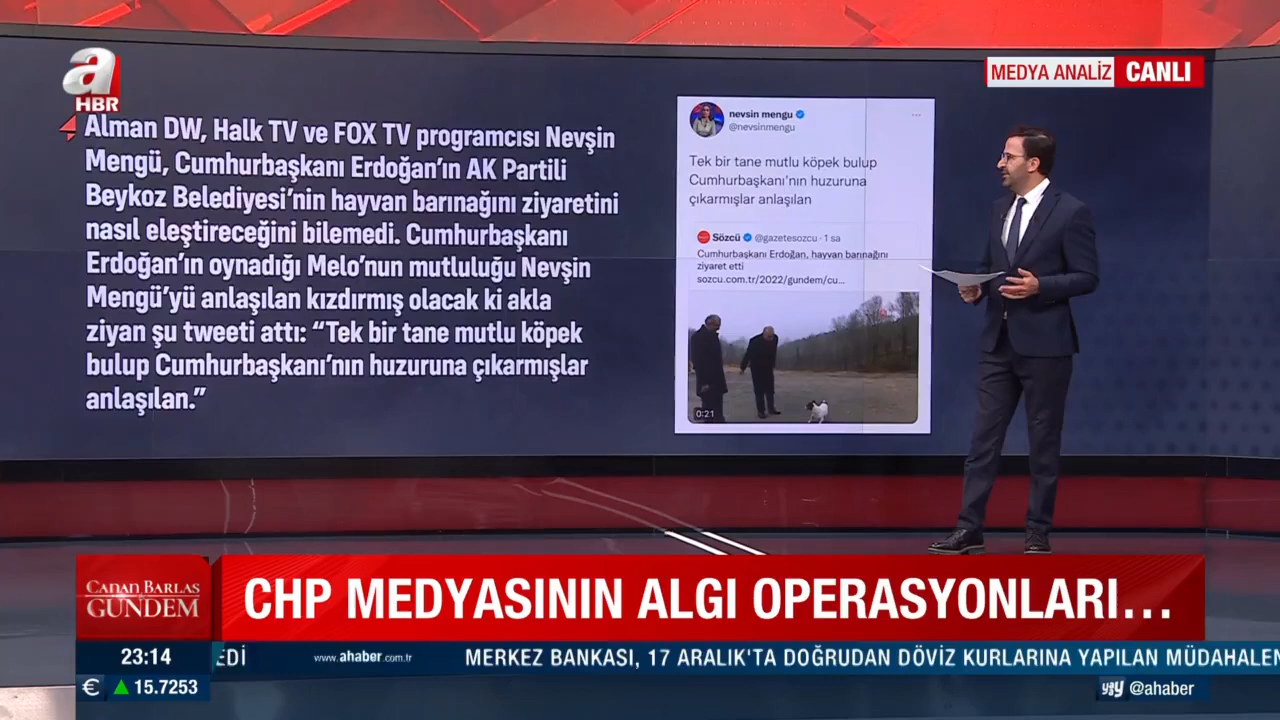 a
HBR
MEDYA ANALİZ CANLI
Alman DW, Halk TV ve FOX TV programcısı Nevşin
Mengü, Cumhurbaşkanı Erdoğan'ın AK Partili
Beykoz Belediyesi'nin hayvan barınağını ziyaretini
nasıl eleştireceğini bilemedi. Cumhurbaşkanı
Erdoğan'ın oynadığı Melo'nun mutluluğu Nevşin
Mengü'yü anlaşılan kızdırmış olacak ki akla
ziyan şu tweeti attı: “Tek bir tane mutlu köpek
bulup Cumhurbaşkanı'nın huzuruna çıkarmışlar
anlaşılan.”
nevsin mengu
@nevsinmengu
Tek bir tane mutlu köpek bulup
Cumhurbaşkanı'nın huzuruna
çıkarmışlar anlaşılan
Sözcü @gazetesozcu · 1 sa
Cumhurbaşkanı Erdoğan, hayvan barınağını
ziyaret etti
sozcu.com.tr/2022/gundem/cu...
0:21
CANAN BARLAS
GÜNDEM
CHP MEDYASININ ALGI OPERASYONLARI...
23:14
EDİ www.ahaber.com.tr MERKEZ BANKASI, 17 ARALIK'TA DOĞRUDAN DÖVİZ KURLARINA YAPILAN MÜDAHALEN
€ 15.7253
@ahaber